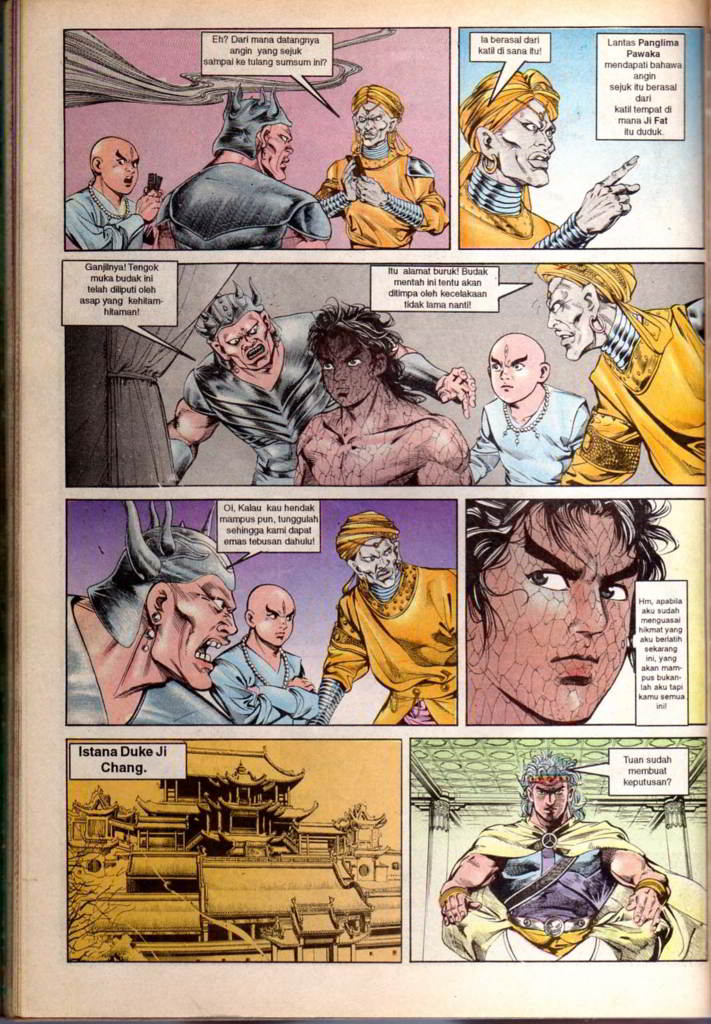 Eh? Dari mana datangnya
angin yang sejuk
sampai ke tulang sumsum ini?
Ia berasal dari
katil di sana itu!
Lantas Panglima
Pawaka
mendapati bahawa
angin
sejuk itu berasal
dari
katil tempat di
mana Ji Fat
itu duduk.
Ganjilnya! Tengok
muka budak ini
telah diliputi oleh
asap yang kehitam-
hitaman!
Itu alamat buruk! Budak
mentah ini tentu akan
ditimpa oleh kecelakaan
tidak lama nanti!
Oi, Kalau kau hendak
mampus pun, tunggulah
sehingga kami dapat
emas tebusan dahulu!
Hm, apabila
aku sudah
menguasai
hikmat yang
aku berlatih
sekarang
ini, yang
akan mam-
pus bukan-
lah aku tapi
kamu semua
ini!
Istana Duke Ji
Chang.
Tuan sudah
membuat
keputusan?